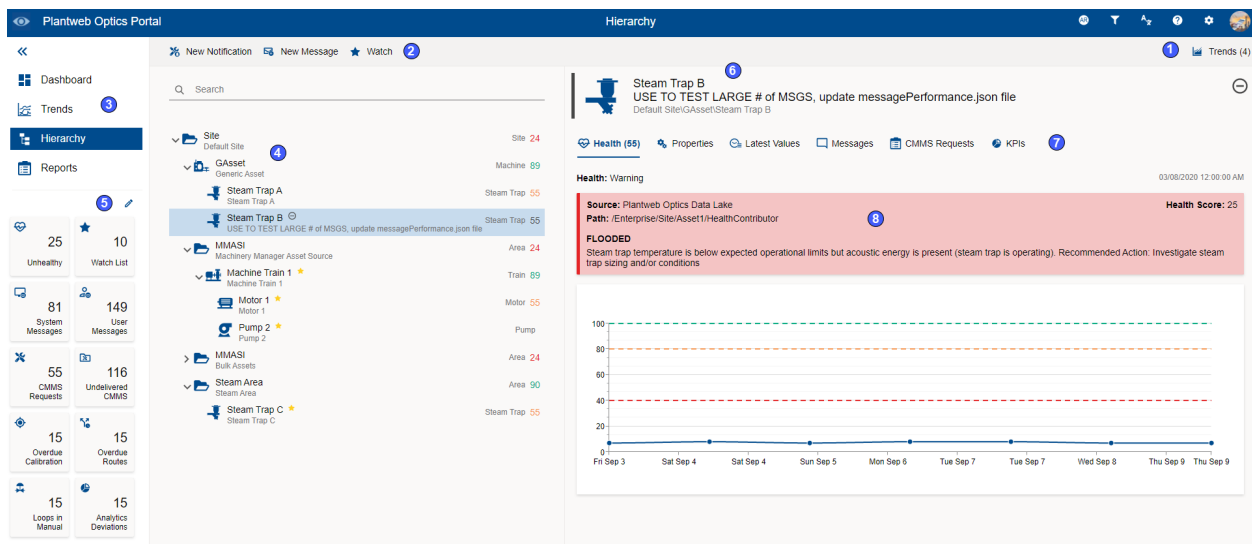 Plantweb Optics Portal
Hierarchy
AR
A z
?
New Notification
New Message
Watch
2
1
Trends (4)
Dashboard
Trends
3
Hierarchy
Reports
5
25
Unhealthy
10
Watch List
81
System
Messages
149
User
Messages
55
CMMS
Requests
116
Undelivered
CMMS
15
Overdue
Calibration
15
Overdue
Routes
15
Loops in
Manual
15
Analytics
Deviations
Search
Site
Default Site
Site 24
4
GAsset
Generic Asset
Machine 89
Steam Trap A
Steam Trap A
Steam Trap 55
Steam Trap B
USE TO TEST LARGE # of MSGS, update messagePerformance.json file
Steam Trap 55
MMASI
Machinery Manager Asset Source
Area 24
Machine Train 1
Machine Train 1
Train 89
Motor 1
Motor 1
Motor 55
Pump 2
Pump 2
Pump
MMASI
Bulk Assets
Area 24
Steam Area
Steam Area
Area 90
Steam Trap C
Steam Trap C
Steam Trap 55
6
Steam Trap B
USE TO TEST LARGE # of MSGS, update messagePerformance.json file
Default Site\GAsset\Steam Trap B
Health (55)
Properties
Latest Values
Messages
CMMS Requests
KPIs
7
Health: Warning
03/08/2020 12:00:00 AM
Source: Plantweb Optics Data Lake
Health Score: 25
Path: /Enterprise/Site/Asset1/HealthContributor
8
FLOODED
Steam trap temperature is below expected operational limits but acoustic energy is present (steam trap is operating). Recommended Action: Investigate steam
trap sizing and/or conditions
100
80
60
40
20
0
Fri Sep 3
Sat Sep 4
Sat Sep 4
Sun Sep 5
Mon Sep 6
Tue Sep 7
Tue Sep 7
Wed Sep 8
Thu Sep 9
Thu Sep 9